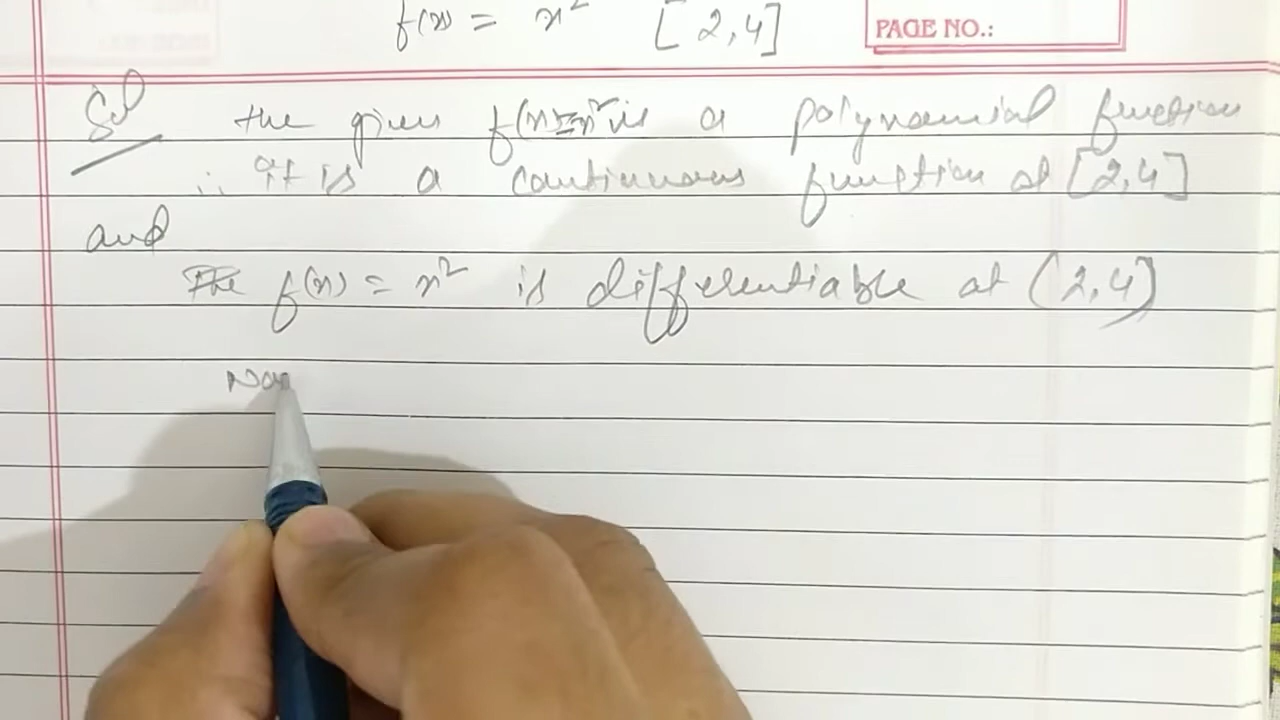 f(x) = x² [2,4]
PAGE NO.:
Sol the given f(x)=x² is a polynomial function
∴ It is a continuous function at [2,4]
and
The f(x) = x² is differentiable at (2,4)
Now